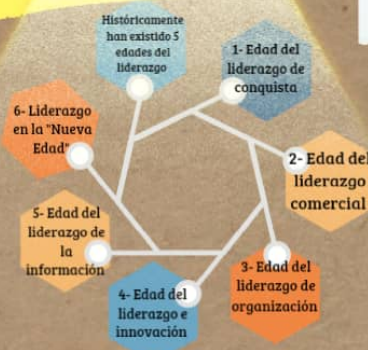 Históricamente
han existido 5
edades del
liderazgo
1- Edad del
liderazgo de
conquista
2- Edad del
liderazgo
comercial
3- Edad del
liderazgo de
organización
4- Edad del
liderazgo e
innovación
5- Edad del
liderazgo de
la
información
6- Liderazgo
en la "Nueva
Edad"